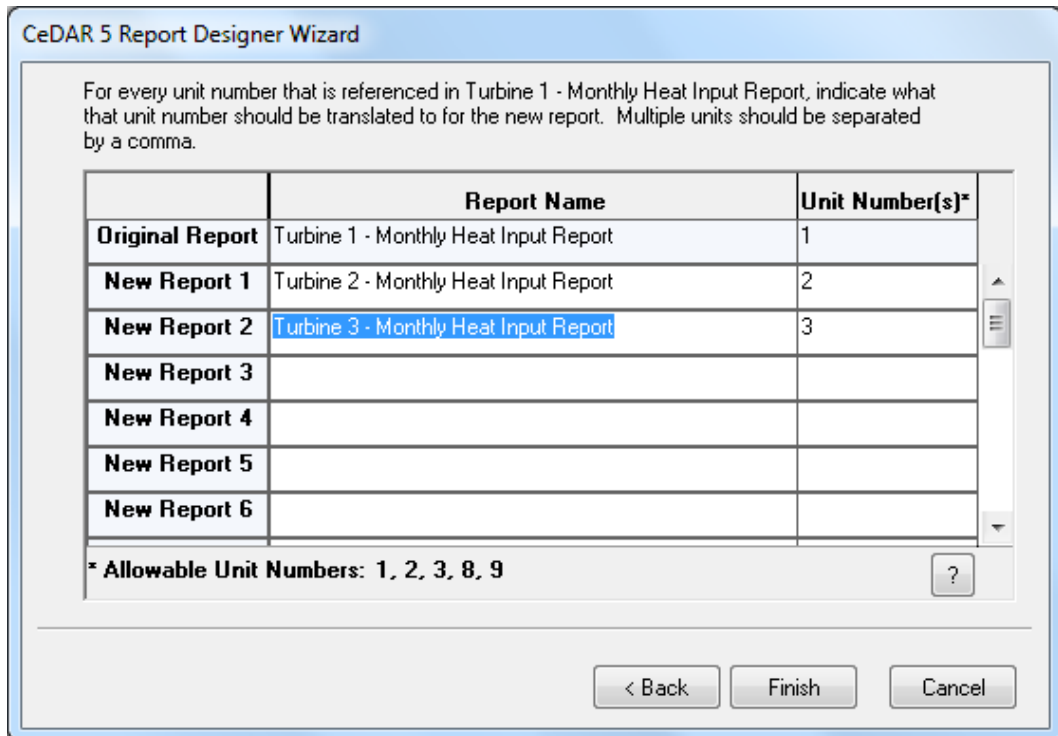 CeDAR 5 Report Designer Wizard
For every unit number that is referenced in Turbine 1 - Monthly Heat Input Report, indicate what
that unit number should be translated to for the new report.  Multiple units should be separated
by a comma.
Report Name Unit Number(s)*
Original Report Turbine 1 - Monthly Heat Input Report 1
New Report 1 Turbine 2 - Monthly Heat Input Report 2
New Report 2 Turbine 3 - Monthly Heat Input Report 3
New Report 3
New Report 4
New Report 5
New Report 6
* Allowable Unit Numbers: 1, 2, 3, 8, 9 ?
< Back Finish Cancel